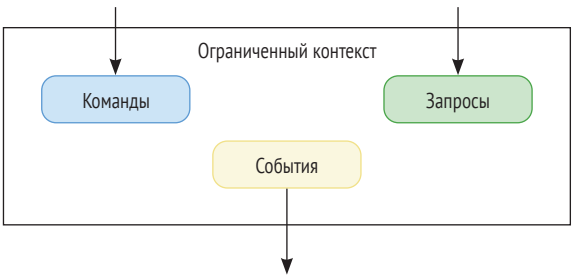 Ограниченный контекст
Команды
Запросы
События